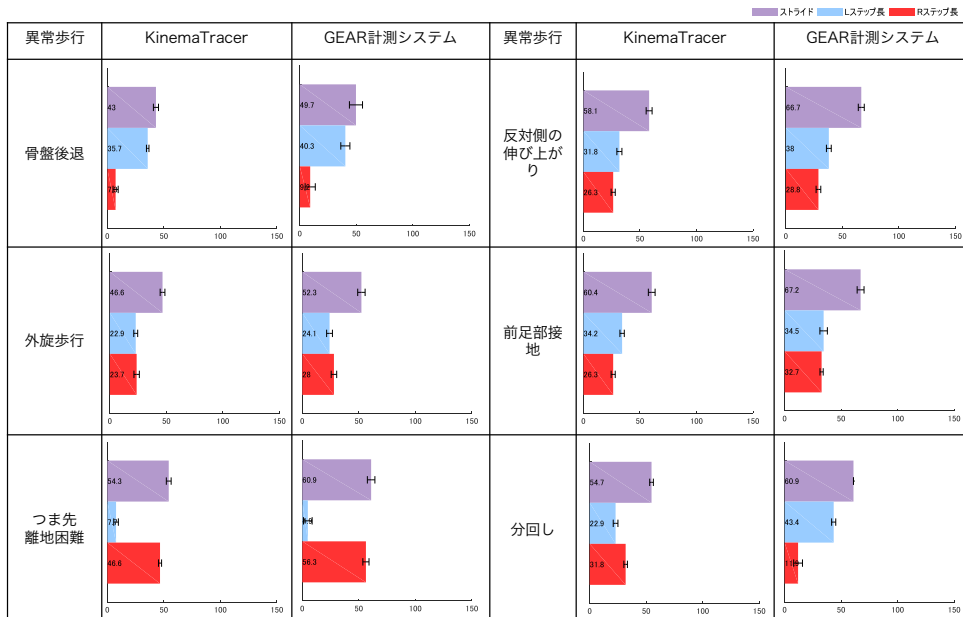 ストライド Lステップ長 Rステップ長
異常歩行 KinemaTracer GEAR計測システム 異常歩行 KinemaTracer GEAR計測システム
骨盤後退
43
35.7
0 50 100 150
49.7
40.3
0 50 100 150
反対側の
伸び上が
り
58.1
31.8
26.3
0 50 100 150
66.7
38
28.8
0 50 100 150
外旋歩行
46.6
22.9
23.7
0 50 100 150
52.3
24.1
28
0 50 100 150
前足部接
地
60.4
34.2
26.3
0 50 100 150
67.2
34.5
32.7
0 50 100 150
つま先
離地困難
54.3
46.6
0 50 100 150
60.9
56.3
0 50 100 150
分回し
54.7
22.9
31.8
0 50 100 150
60.9
43.4
0 50 100 150